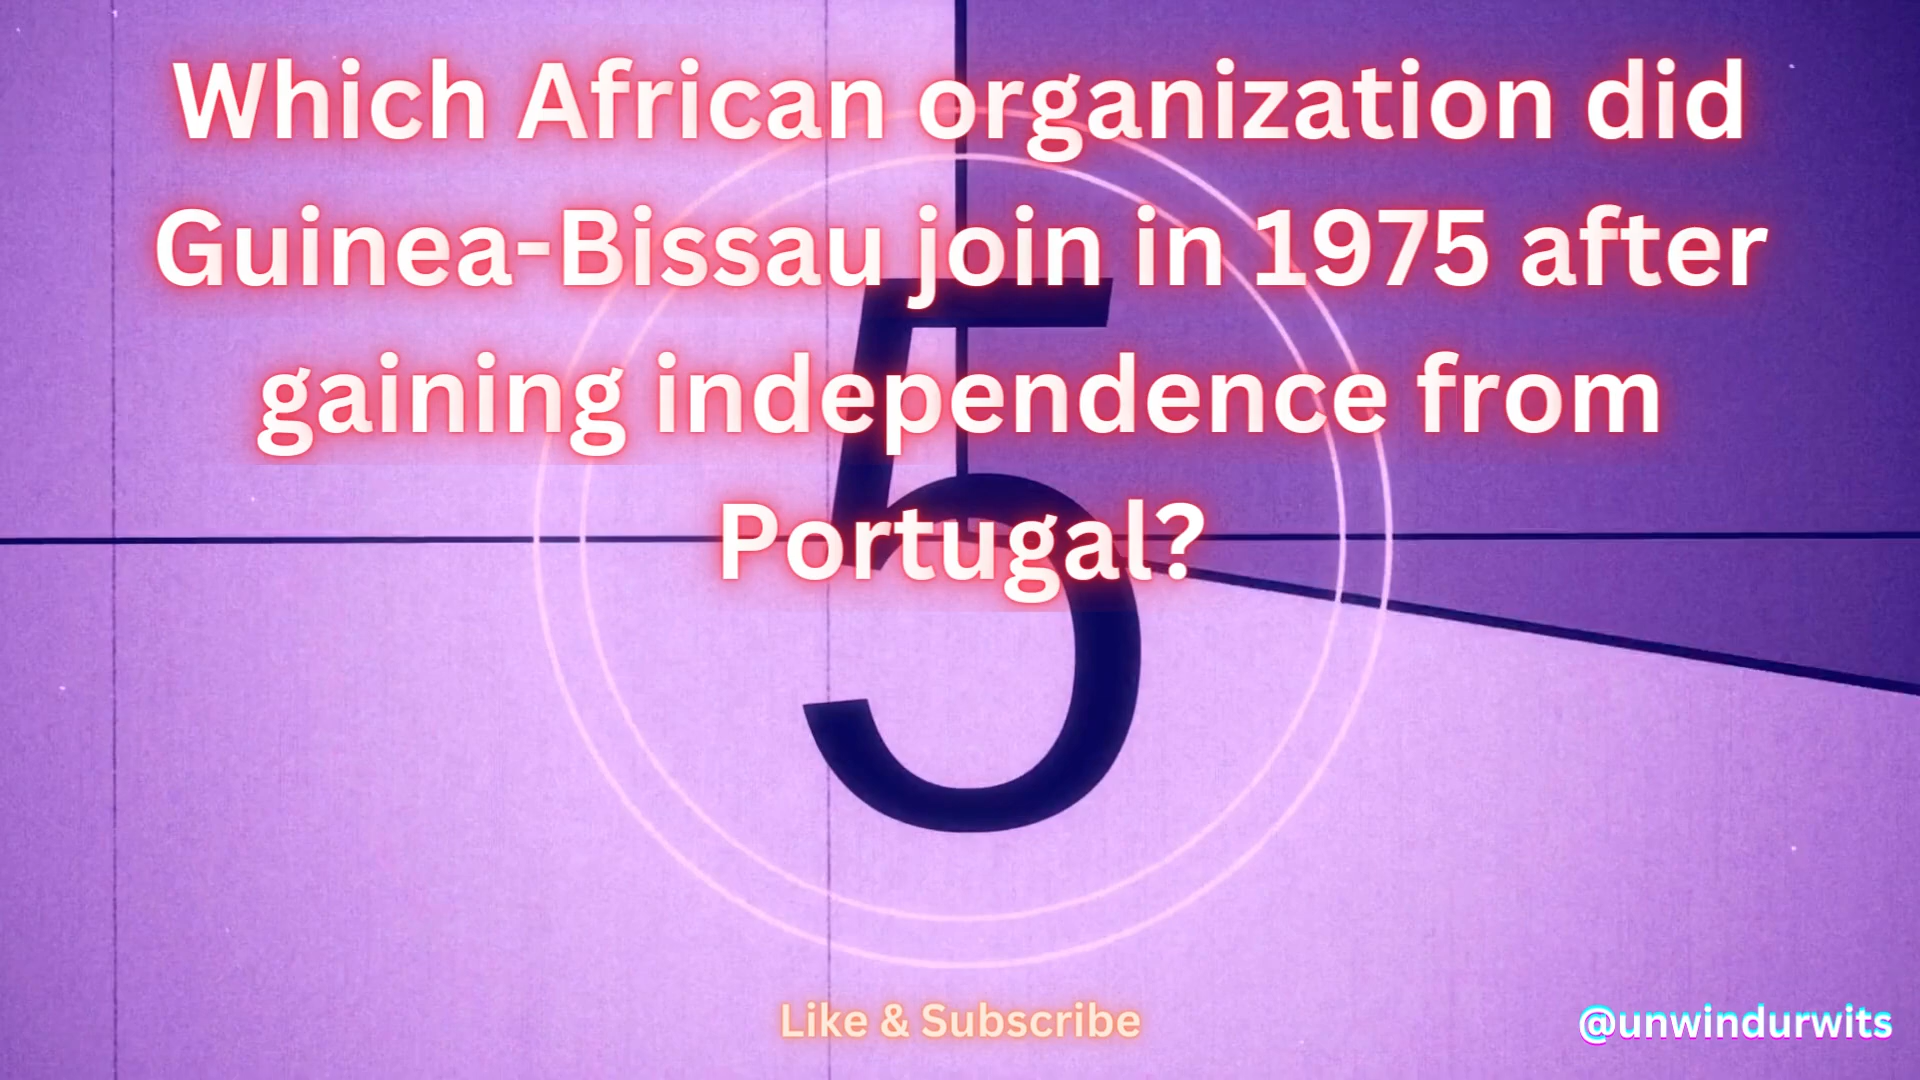 Which African organization did
Guinea-Bissau join in 1975 after
gaining independence from
Portugal?
5
Like & Subscribe
@unwindurwits